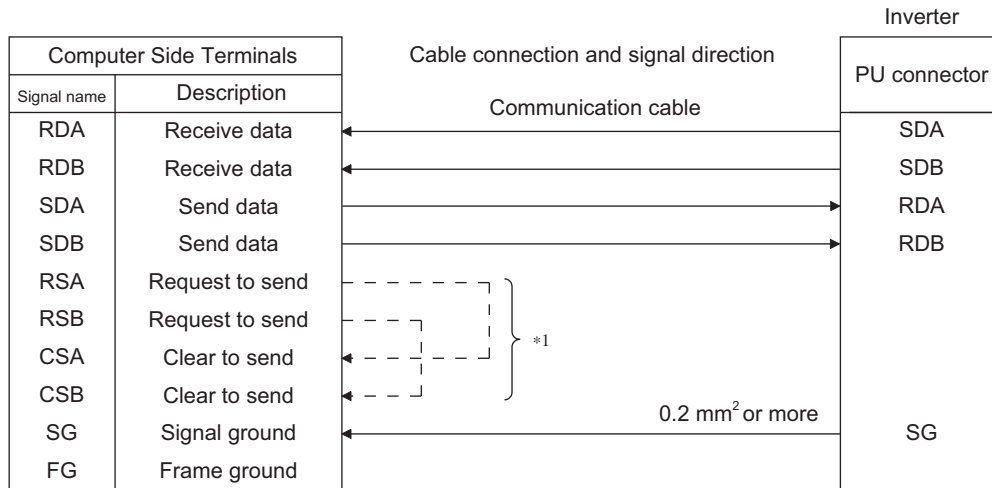 Inverter
Computer Side Terminals Cable connection and signal direction PU connector
Signal name Description Communication cable
RDA Receive data SDA
RDB Receive data SDB
SDA Send data RDA
SDB Send data RDB
RSA Request to send
RSB Request to send
*1
CSA Clear to send
CSB Clear to send
0.2 mm² or more
SG Signal ground SG
FG Frame ground